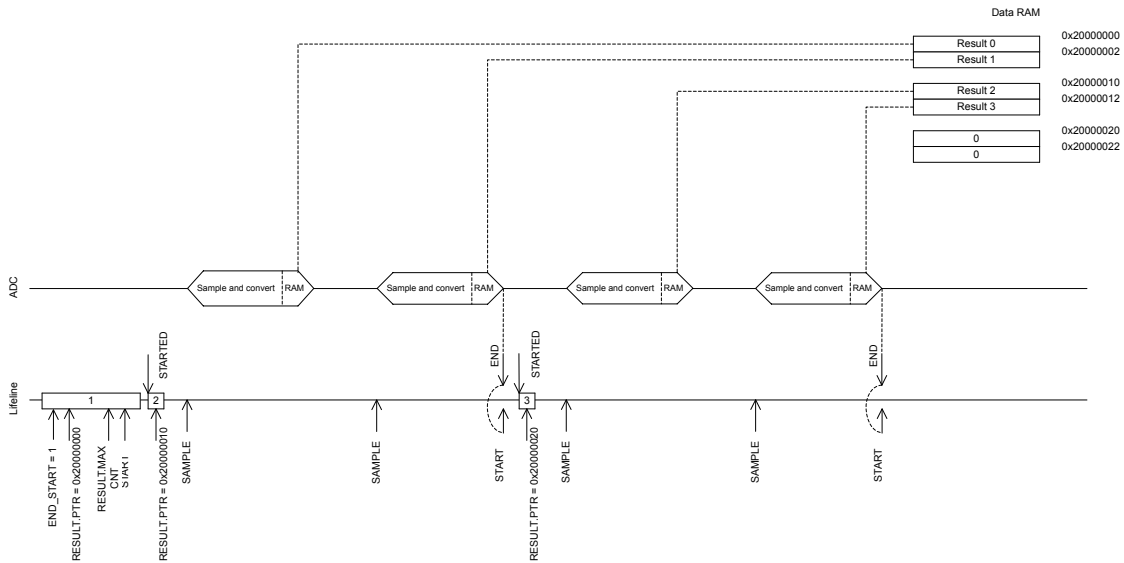 Data RAM
Result 0
0x20000000
Result 1
0x20000002
Result 2
0x20000010
Result 3
0x20000012
0
0x20000020
0
0x20000022
ADC
Sample and convert
RAM
Sample and convert
RAM
Sample and convert
RAM
Sample and convert
RAM
Lifeline
STARTED
END
STARTED
END
1
2
3
END_START = 1
RESULT.PTR = 0x20000000
RESULT.MAX
CNT
START
RESULT.PTR = 0x20000010
SAMPLE
SAMPLE
START
RESULT.PTR = 0x20000020
SAMPLE
SAMPLE
START